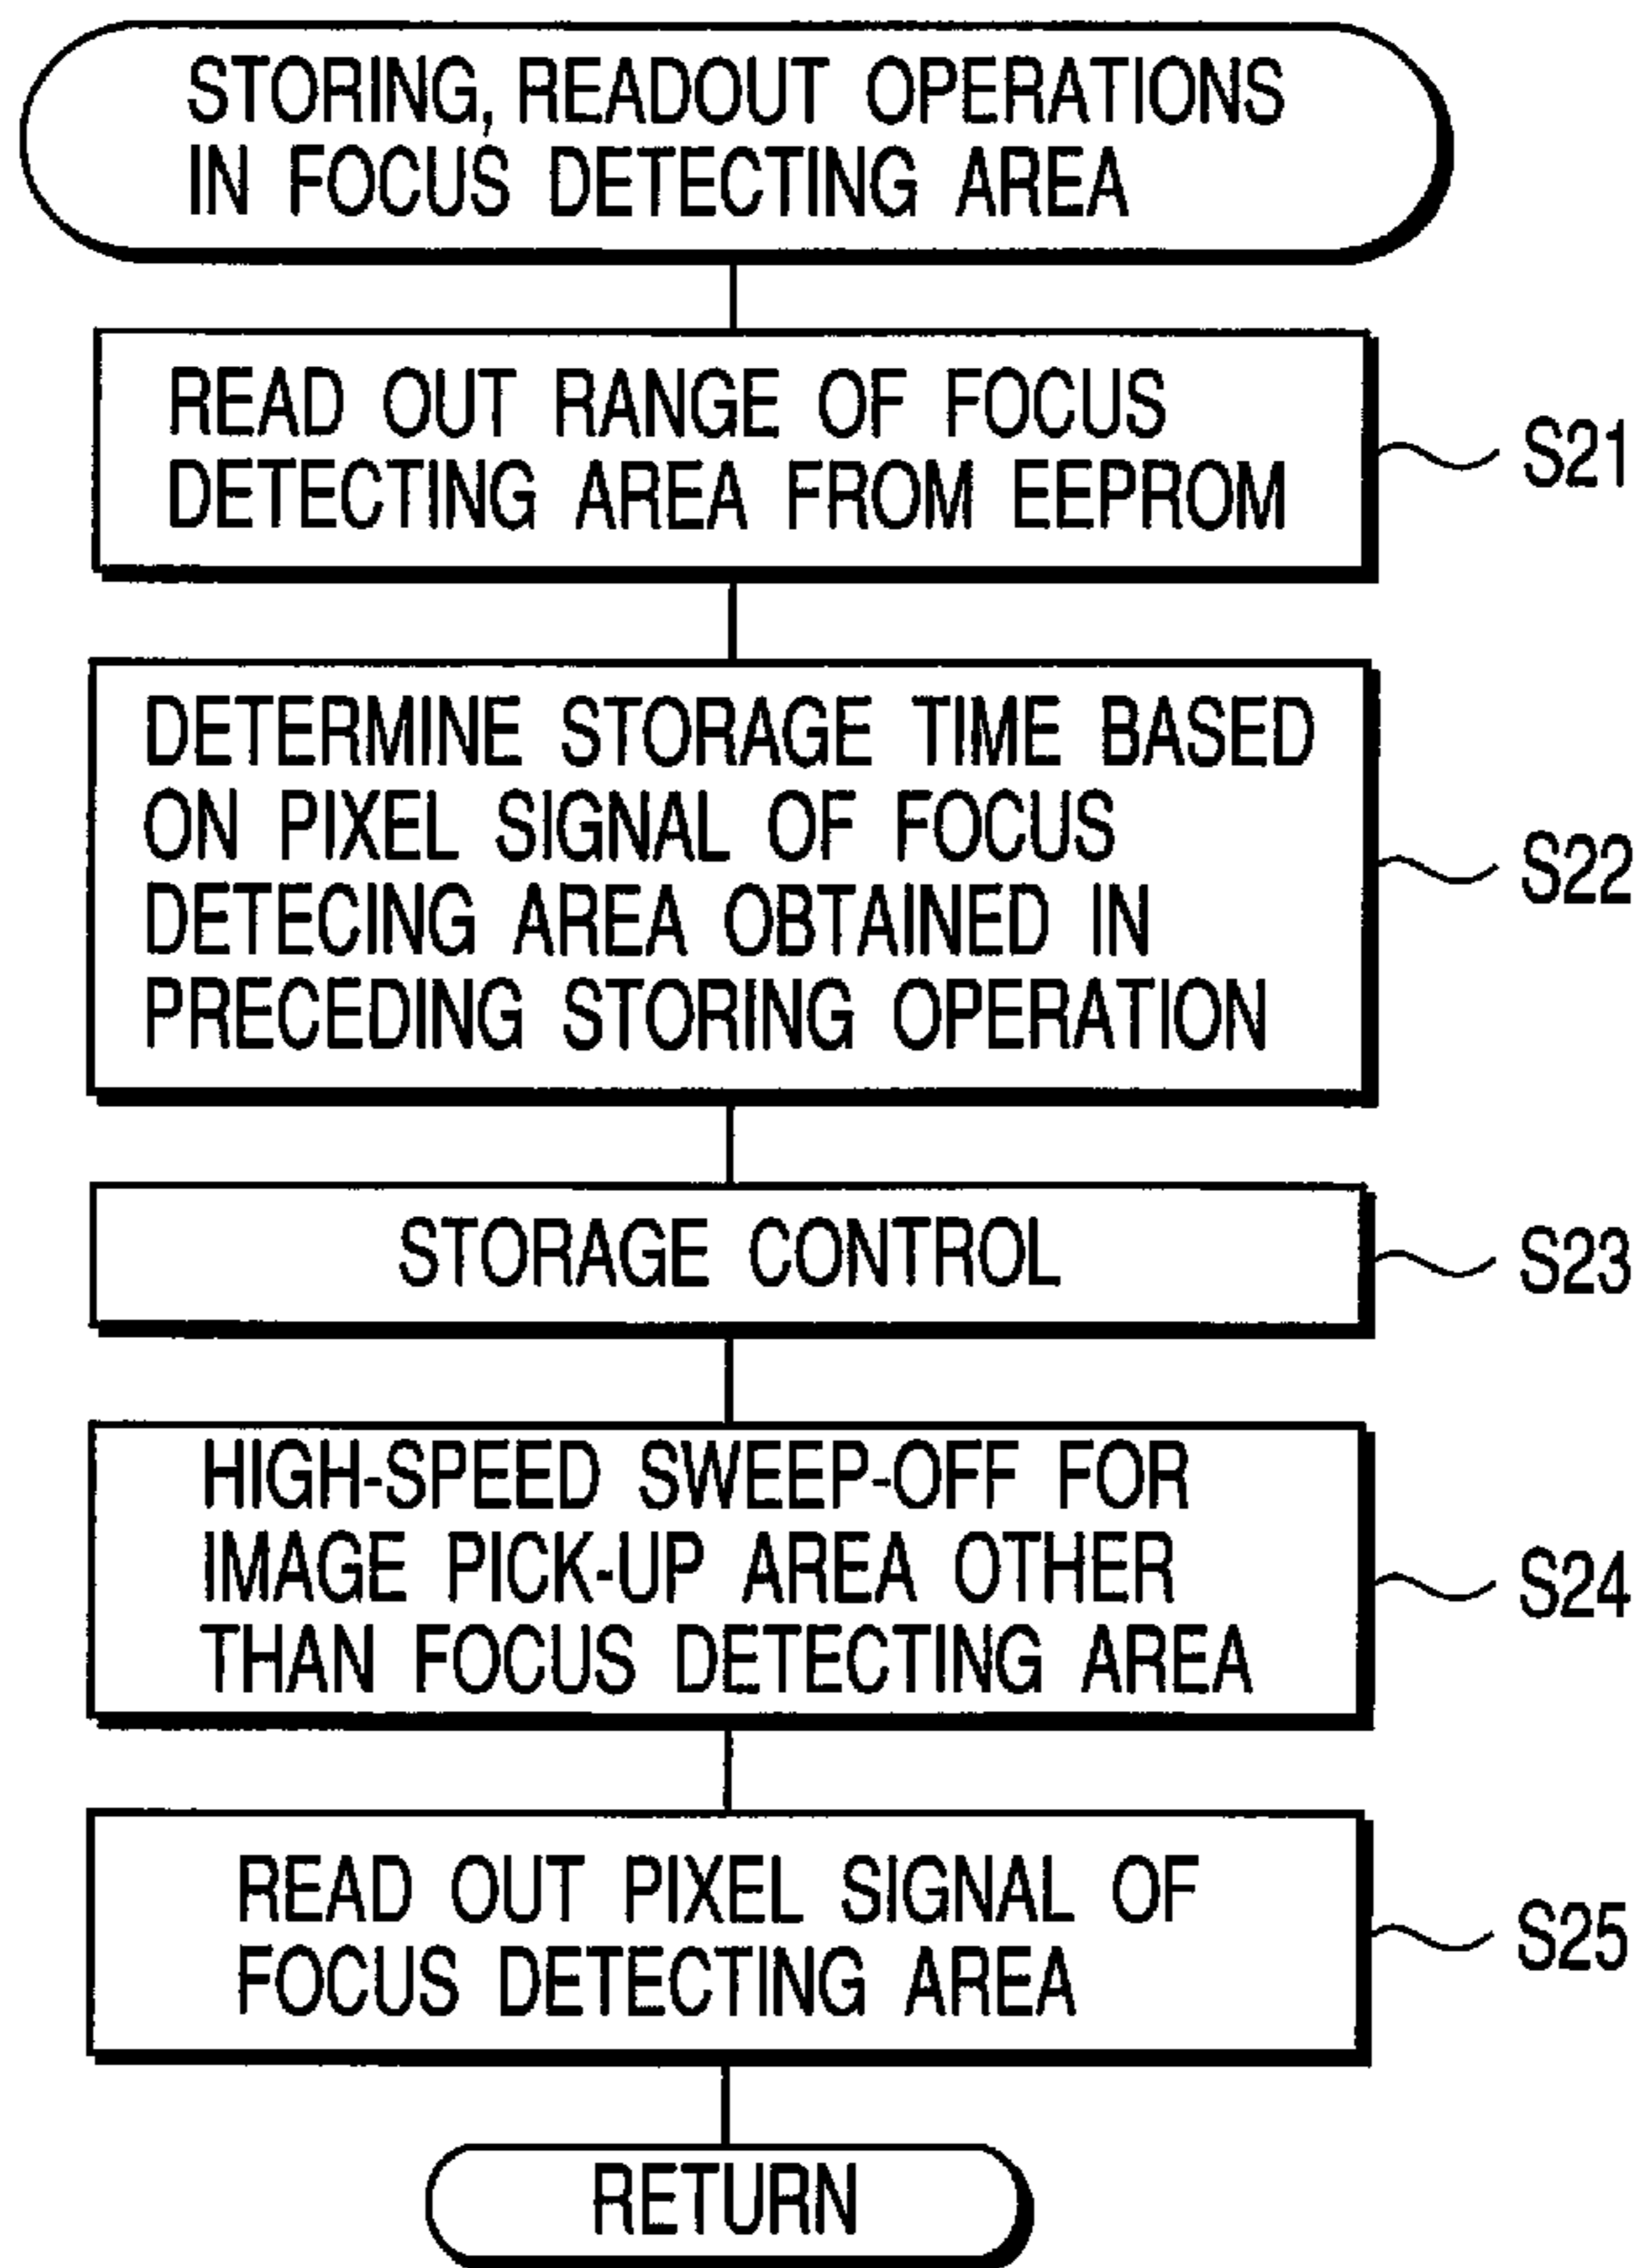 STORING, READOUT OPERATIONS
IN FOCUS DETECTING AREA
READ OUT RANGE OF FOCUS
DETECTING AREA FROM EEPROM
S21
DETERMINE STORAGE TIME BASED
ON PIXEL SIGNAL OF FOCUS
DETECING AREA OBTAINED IN
PRECEDING STORING OPERATION
S22
STORAGE CONTROL
S23
HIGH-SPEED SWEEP-OFF FOR
IMAGE PICK-UP AREA OTHER
THAN FOCUS DETECTING AREA
S24
READ OUT PIXEL SIGNAL OF
FOCUS DETECTING AREA
S25
RETURN